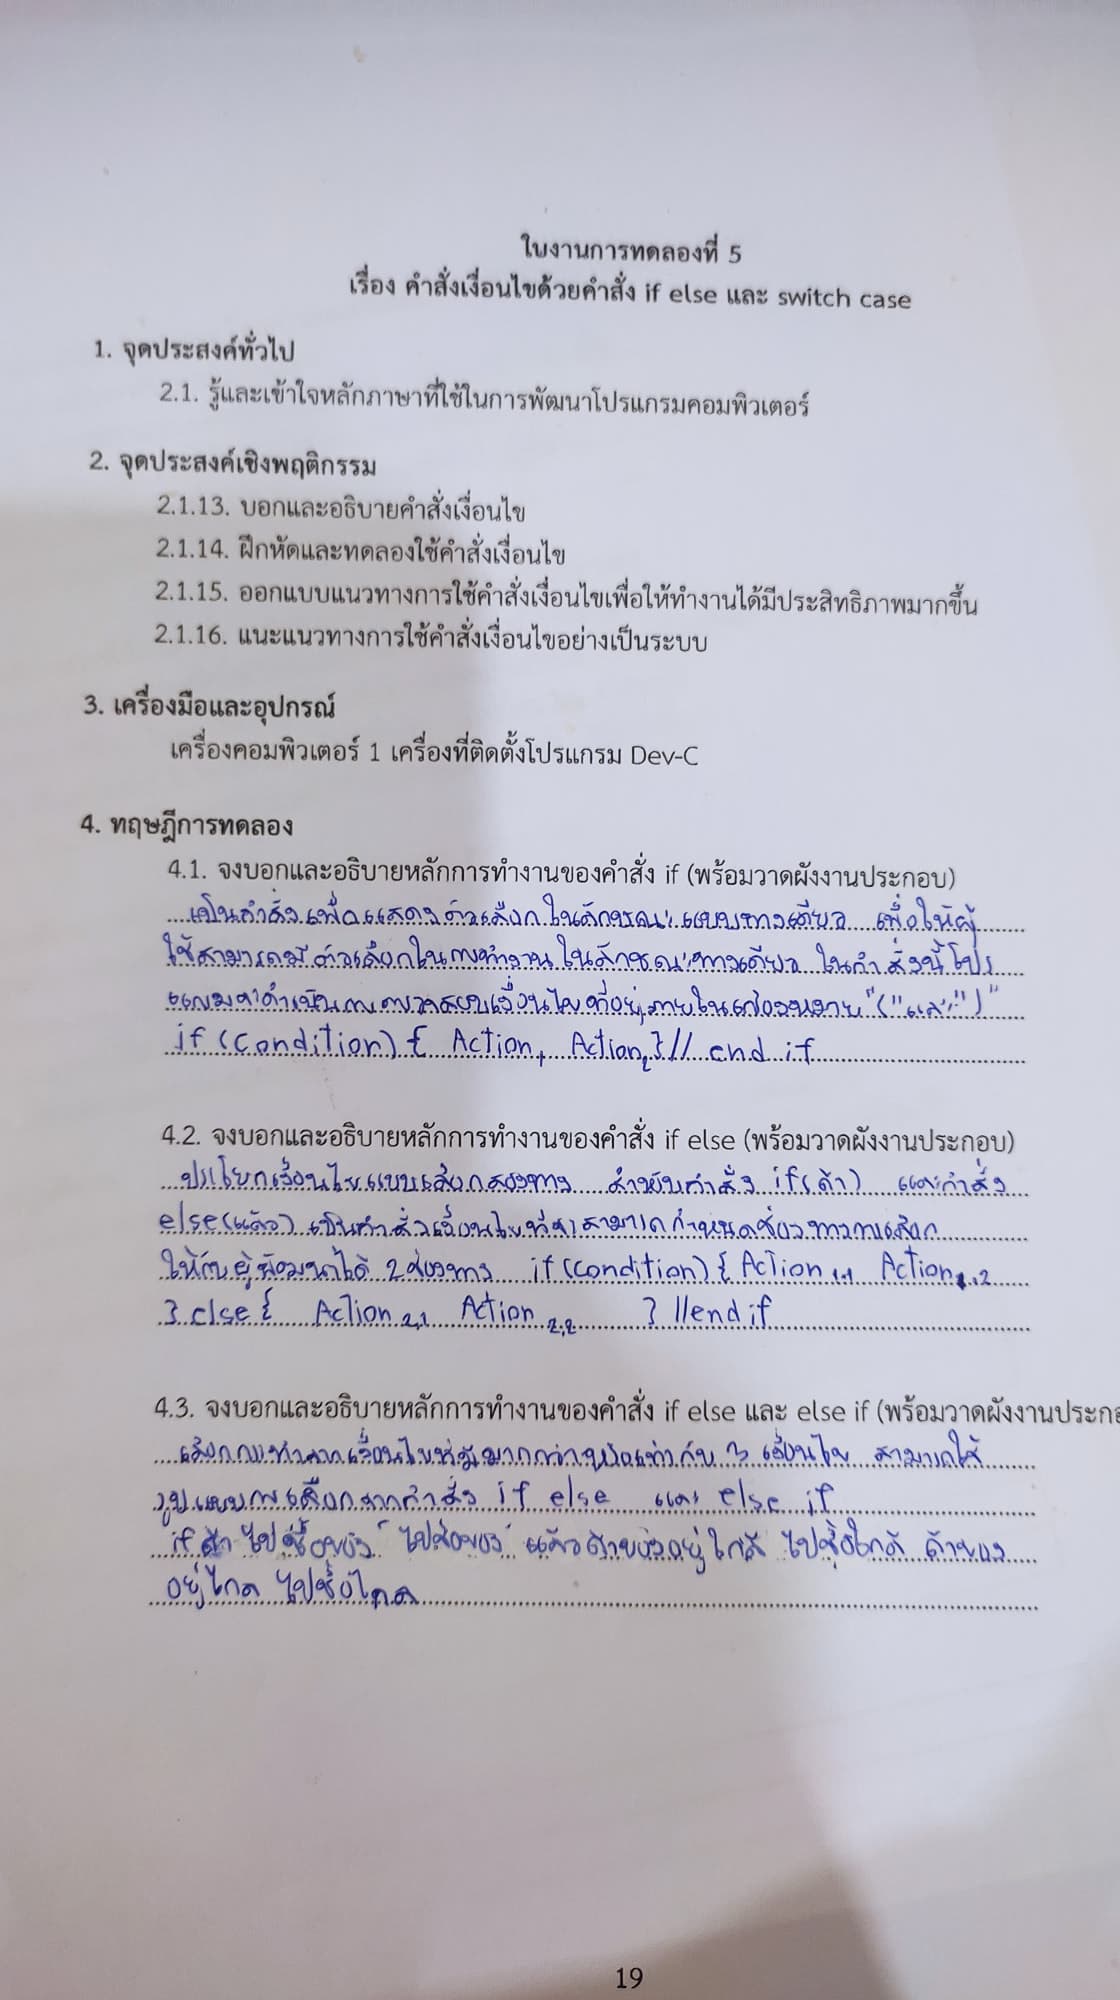 ใบงานการทดลองที่ 5
เรื่อง คำสั่งเงื่อนไขด้วยคำสั่ง if else และ switch case
1. จุดประสงค์ทั่วไป
2.1. รู้และเข้าใจหลักภาษาที่ใช้ในการพัฒนาโปรแกรมคอมพิวเตอร์
2. จุดประสงค์เชิงพฤติกรรม
2.1.13. บอกและอธิบายคำสั่งเงื่อนไข
2.1.14. ฝึกหัดและทดลองใช้คำสั่งเงื่อนไข
2.1.15. ออกแบบแนวทางการใช้คำสั่งเงื่อนไขเพื่อให้ทำงานได้มีประสิทธิภาพมากขึ้น
2.1.16. แนะแนวทางการใช้คำสั่งเงื่อนไขอย่างเป็นระบบ
3. เครื่องมือและอุปกรณ์
เครื่องคอมพิวเตอร์ 1 เครื่องที่ติดตั้งโปรแกรม Dev-C
4. ทฤษฎีการทดลอง
4.1. จงบอกและอธิบายหลักการทำงานของคำสั่ง if (พร้อมวาดผังงานประกอบ)
เป็นคำสั่งเพื่อแสดงตัวเลือกในลักษณะแบบทางเดียว เพื่อให้ผู้
ใช้สามารถมีตัวเลือกในการทำงานในลักษณะทางเดียว ในคำสั่งนี้โปร
แกรมจะดำเนินการตรวจสอบเงื่อนไขที่อยู่ภายในเครื่องหมาย "(" และ ")"
if (condition) { Action1 Action2 } // end if
4.2. จงบอกและอธิบายหลักการทำงานของคำสั่ง if else (พร้อมวาดผังงานประกอบ)
ประโยคเงื่อนไขแบบเลือกสองทาง สำหรับคำสั่ง if (ถ้า) และคำสั่ง
else (แล้ว) เป็นคำสั่งเงื่อนไขที่สามารถกำหนดช่องทางการเลือก
ให้กับผู้พัฒนาได้ 2 ช่องทาง if (condition) { Action1.1 Action1.2
} else { Action2.1 Action2.2 } // end if
4.3. จงบอกและอธิบายหลักการทำงานของคำสั่ง if else และ else if (พร้อมวาดผังงานประกอ
เลือกกระทำจากเงื่อนไขที่มีมากกว่าหรือเท่ากับ 3 เงื่อนไข สามารถใช้
รูปแบบการเลือกจากคำสั่ง if else และ else if
if ถ้าไปซื้อของ ไปซื้อของ แล้วถ้าของอยู่ใกล้ ไปซื้อใกล้ ถ้าของ
อยู่ไกล ไปซื้อไกล
19